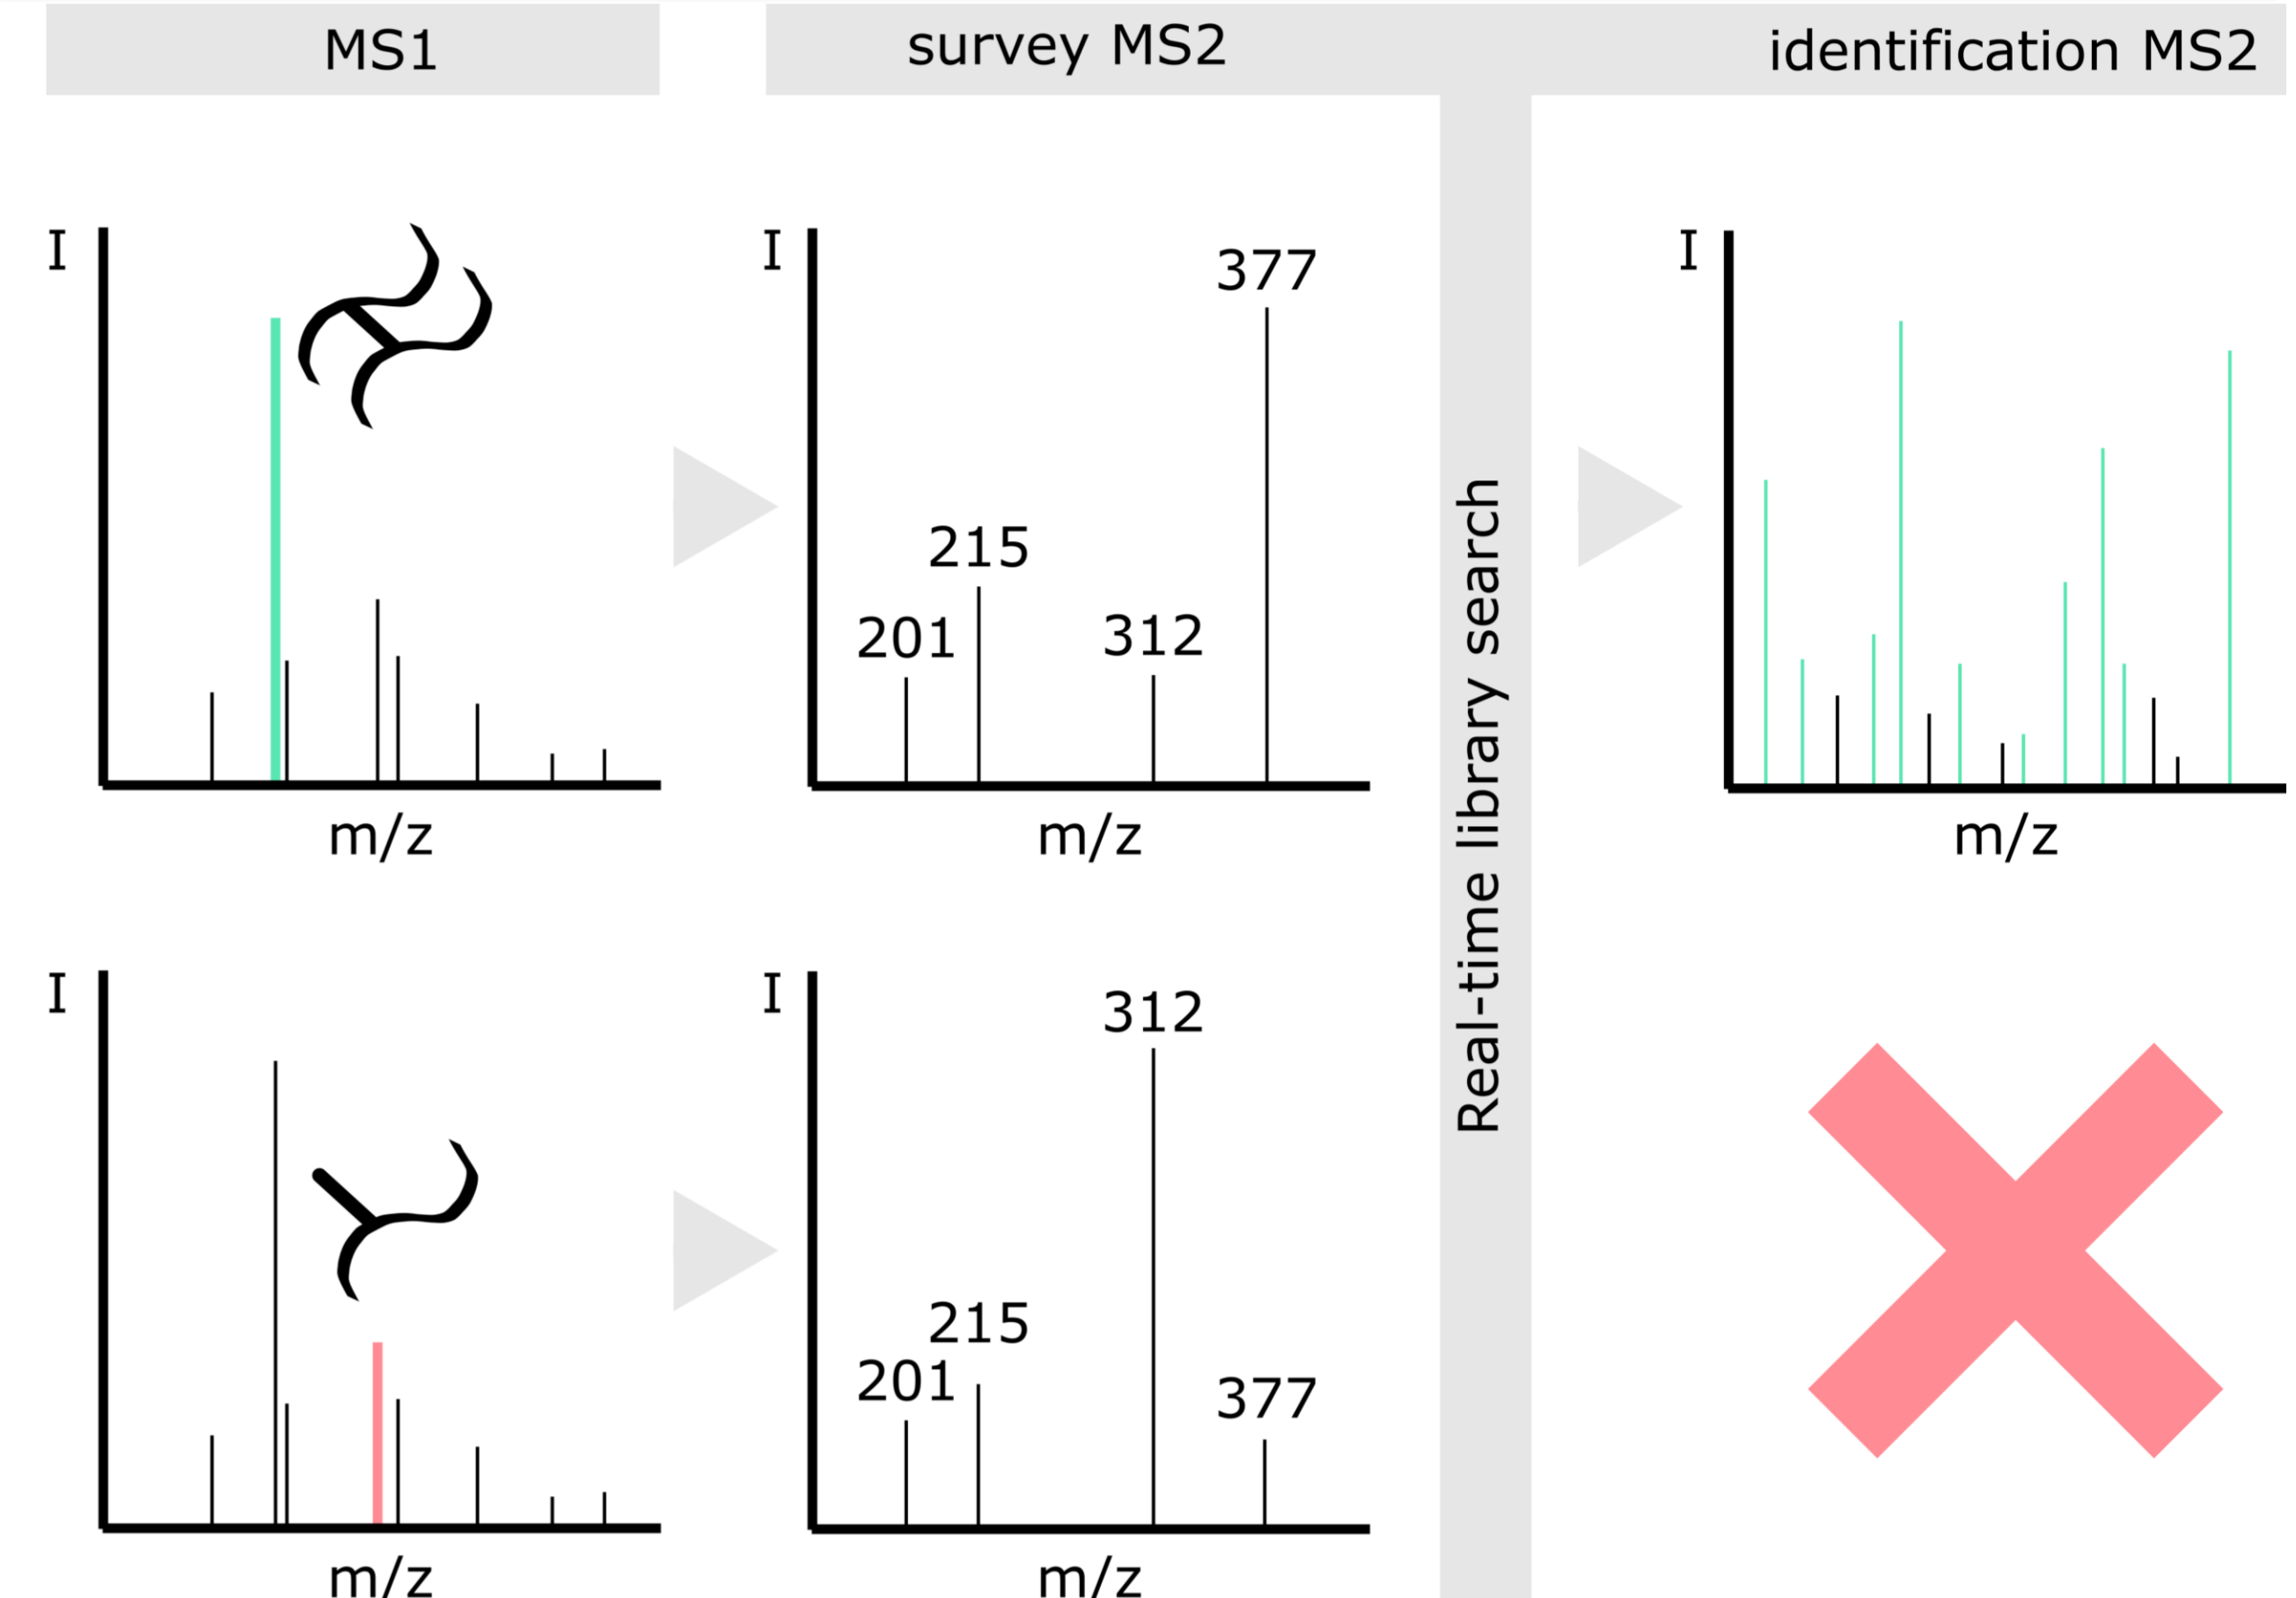 MS1
survey MS2
identification MS2
I
m/z
I
201
215
312
377
m/z
Real-time library search
I
m/z
I
m/z
I
201
215
312
377
m/z